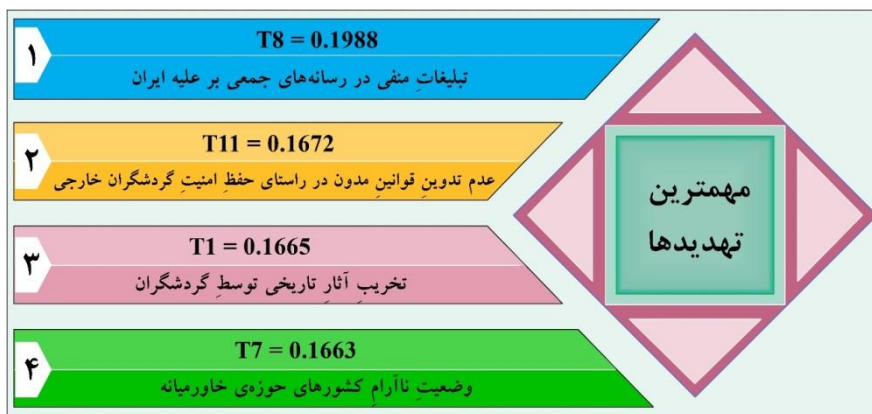 مهمترین
تهدیدها
۱
T8 = 0.1988
تبلیغاتِ منفی در رسانه‌های جمعی بر علیه ایران
۲
T11 = 0.1672
عدم تدوینِ قوانینِ مدون در راستای حفظِ امنیتِ گردشگران خارجی
۳
T1 = 0.1665
تخریبِ آثارِ تاریخی توسطِ گردشگران
۴
T7 = 0.1663
وضعیتِ ناآرامِ کشورهای حوزه‌ی خاورمیانه